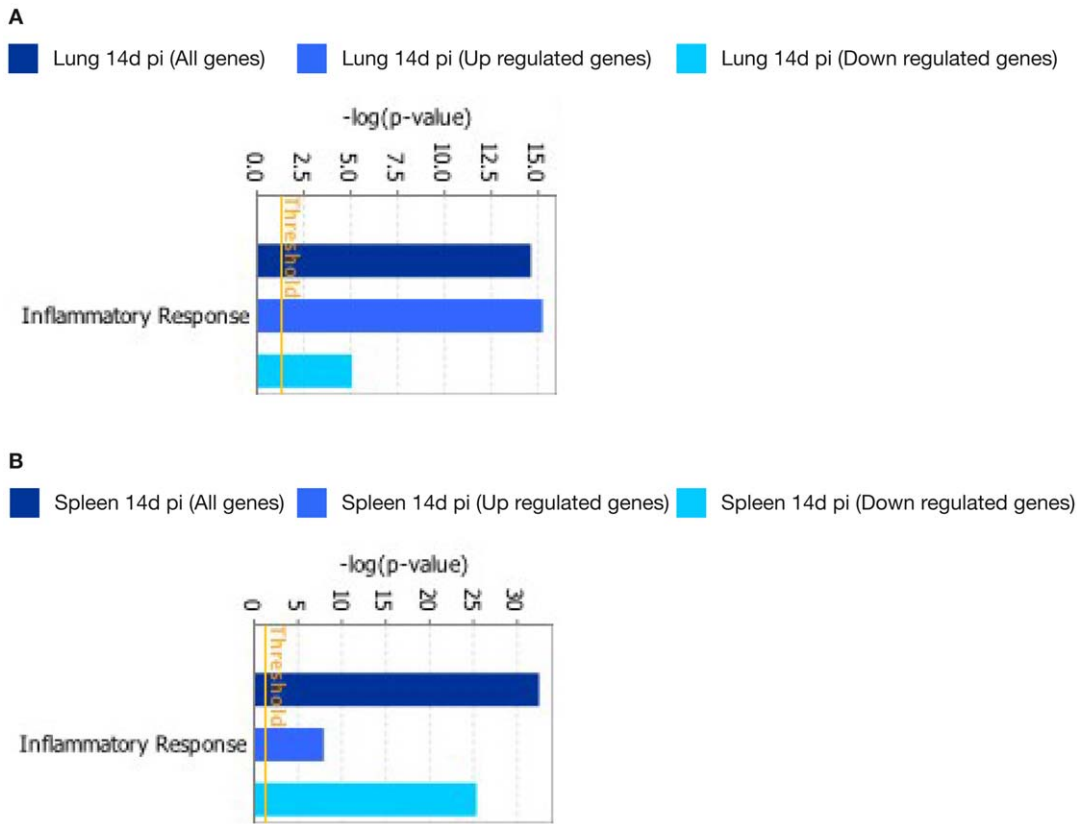 A
Lung 14d pi (All genes) Lung 14d pi (Up regulated genes) Lung 14d pi (Down regulated genes)
-log(p-value)
0.0 2.5 5.0 7.5 10.0 12.5 15.0
Threshold
Inflammatory Response
B
Spleen 14d pi (All genes) Spleen 14d pi (Up regulated genes) Spleen 14d pi (Down regulated genes)
-log(p-value)
0 5 10 15 20 25 30
Threshold
Inflammatory Response